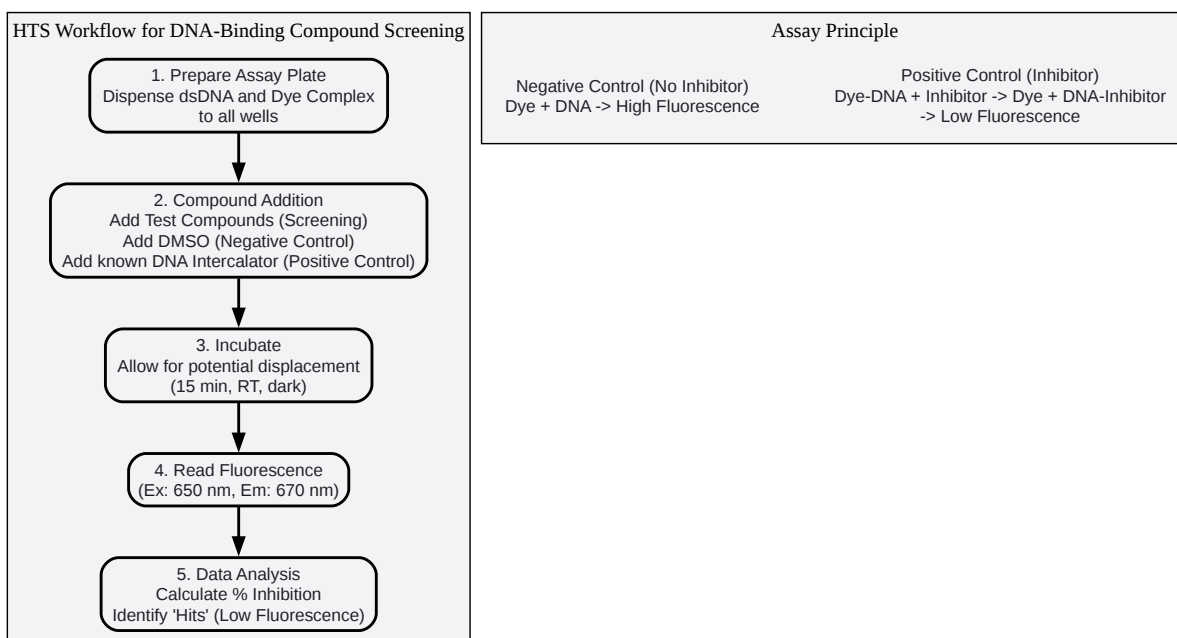 HTS Workflow for DNA-Binding Compound Screening
1. Prepare Assay Plate
Dispense dsDNA and Dye Complex
to all wells
2. Compound Addition
Add Test Compounds (Screening)
Add DMSO (Negative Control)
Add known DNA Intercalator (Positive Control)
3. Incubate
Allow for potential displacement
(15 min, RT, dark)
4. Read Fluorescence
(Ex: 650 nm, Em: 670 nm)
5. Data Analysis
Calculate % Inhibition
Identify 'Hits' (Low Fluorescence)
Assay Principle
Negative Control (No Inhibitor)
Dye + DNA -> High Fluorescence
Positive Control (Inhibitor)
Dye-DNA + Inhibitor -> Dye + DNA-Inhibitor
-> Low Fluorescence